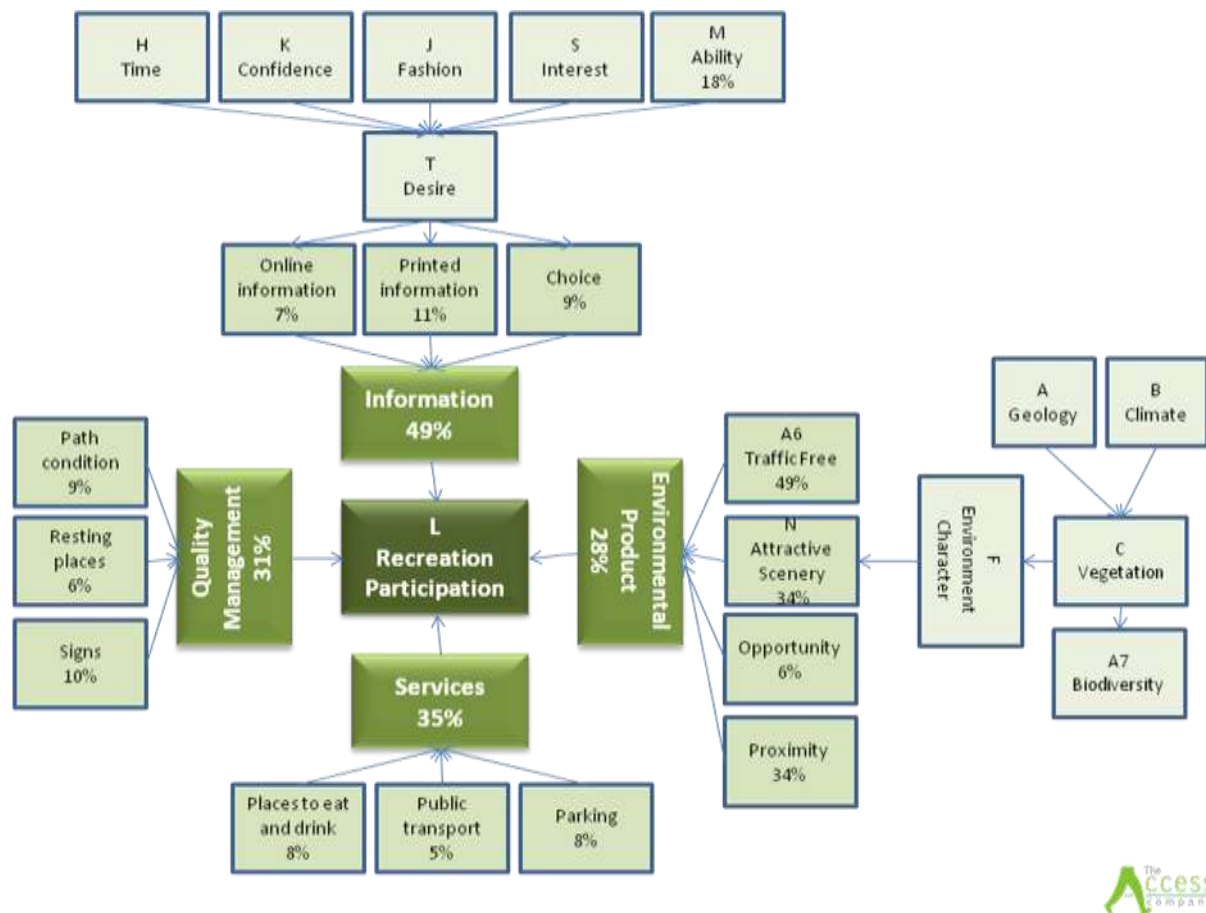 H
Time
K
Confidence
J
Fashion
S
Interest
M
Ability
18%
T
Desire
Online
information
7%
Printed
information
11%
Choice
9%
Information
49%
Path
condition
9%
Resting
places
6%
Signs
10%
Quality
Management
31%
L
Recreation
Participation
Environmental
Product
28%
A6
Traffic Free
49%
N
Attractive
Scenery
34%
Opportunity
6%
Proximity
34%
F
Environment
Character
A
Geology
B
Climate
C
Vegetation
A7
Biodiversity
Services
35%
Places to eat
and drink
8%
Public
transport
5%
Parking
8%
The
Access
compan